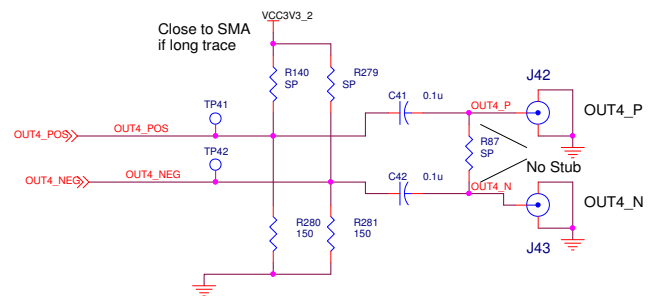 VCC3V3_2
Close to SMA
if long trace
R140
SP
R279
SP
J42
C41 0.1u
OUT4_P
OUT4_P
TP41
OUT4_POS
OUT4_POS
R87
SP
TP42
No Stub
OUT4_NEG
OUT4_NEG
C42 0.1u
OUT4_N
OUT4_N
R280
150
R281
150
J43